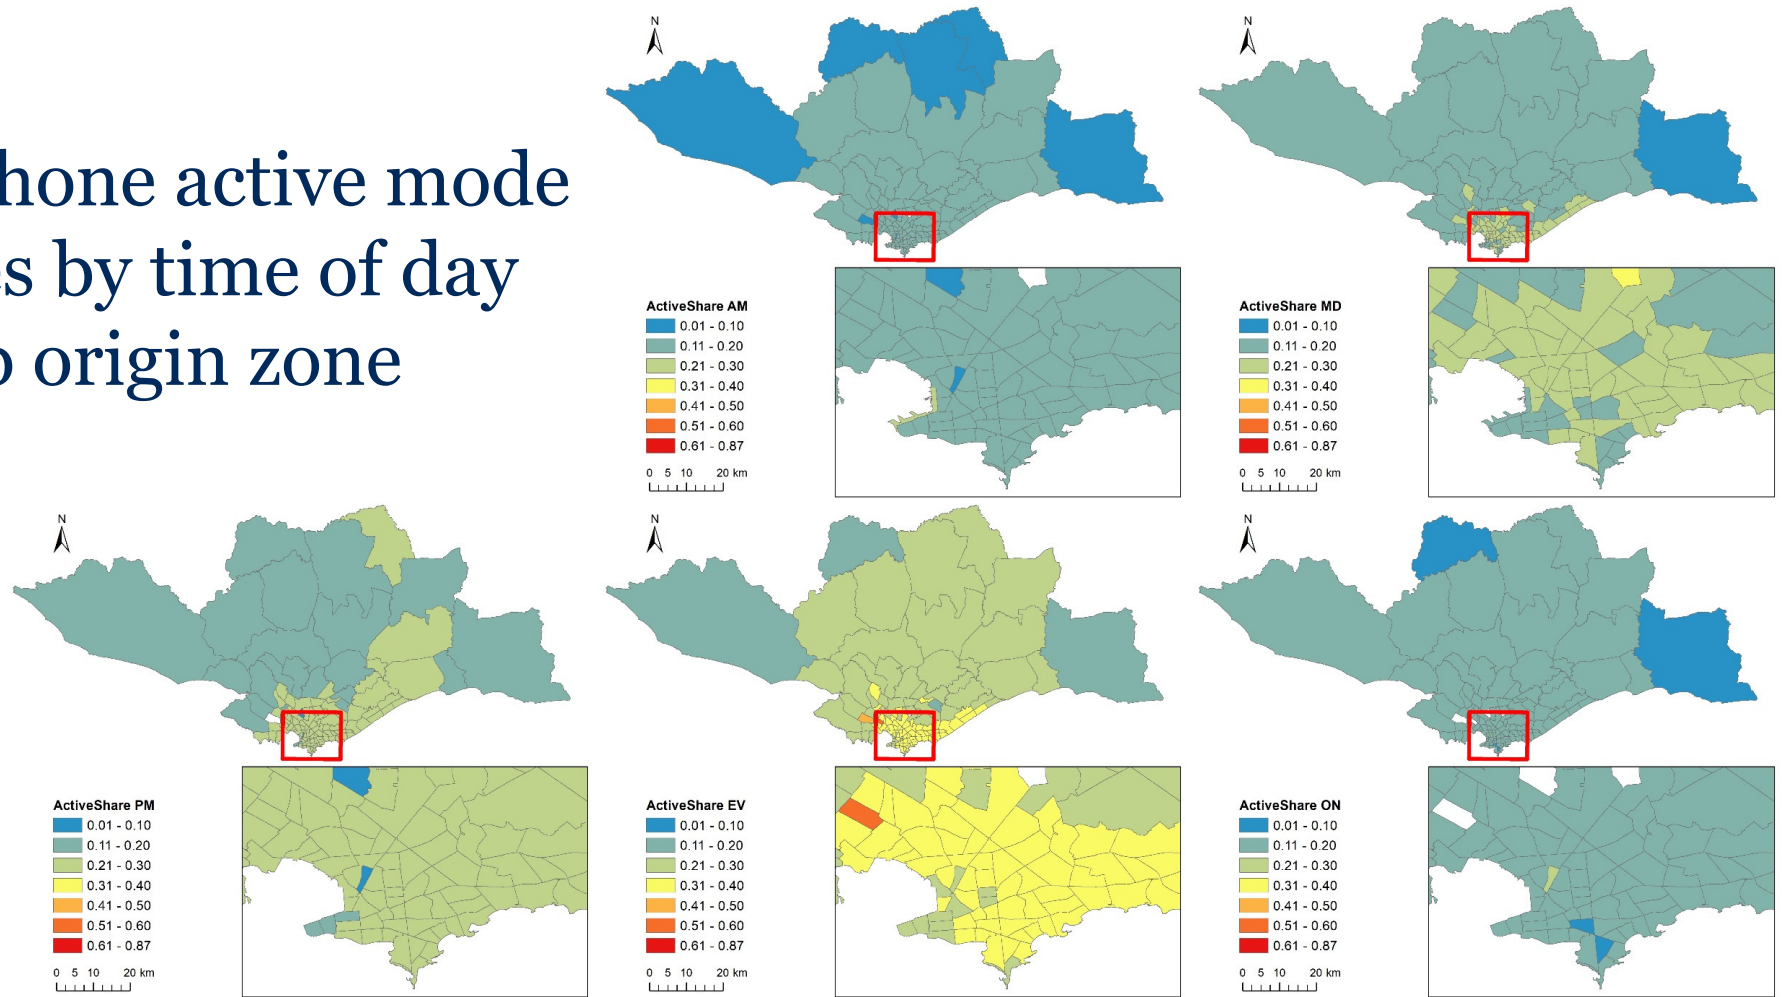 hone active mode
s by time of day
origin zone
N
ActiveShare AM
0.01 - 0.10
0.11 - 0.20
0.21 - 0.30
0.31 - 0.40
0.41 - 0.50
0.51 - 0.60
0.61 - 0.87
0 5 10 20 km
N
ActiveShare MD
0.01 - 0.10
0.11 - 0.20
0.21 - 0.30
0.31 - 0.40
0.41 - 0.50
0.51 - 0.60
0.61 - 0.87
0 5 10 20 km
N
ActiveShare PM
0.01 - 0.10
0.11 - 0.20
0.21 - 0.30
0.31 - 0.40
0.41 - 0.50
0.51 - 0.60
0.61 - 0.87
0 5 10 20 km
N
ActiveShare EV
0.01 - 0.10
0.11 - 0.20
0.21 - 0.30
0.31 - 0.40
0.41 - 0.50
0.51 - 0.60
0.61 - 0.87
0 5 10 20 km
N
ActiveShare ON
0.01 - 0.10
0.11 - 0.20
0.21 - 0.30
0.31 - 0.40
0.41 - 0.50
0.51 - 0.60
0.61 - 0.87
0 5 10 20 km